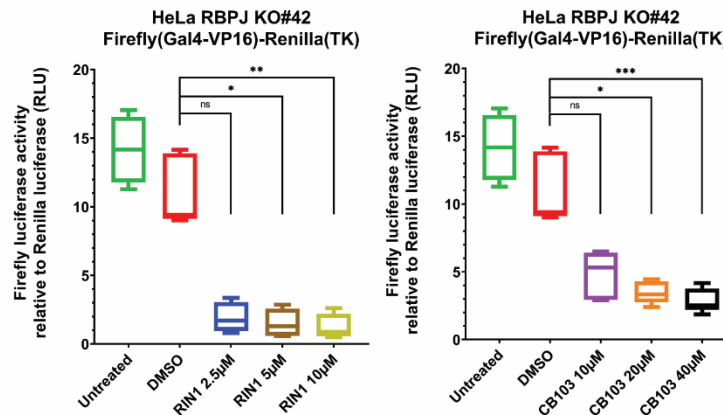 HeLa RBPJ KO#42
Firefly(Gal4-VP16)-Renilla(TK)
Firefly luciferase activity
relative to Renilla luciferase (RLU)
20
15
10
5
0
**
*
ns
Untreated
DMSO
RIN1 2.5µM
RIN1 5µM
RIN1 10µM
HeLa RBPJ KO#42
Firefly(Gal4-VP16)-Renilla(TK)
Firefly luciferase activity
relative to Renilla luciferase (RLU)
20
15
10
5
0
***
*
ns
Untreated
DMSO
CB103 10µM
CB103 20µM
CB103 40µM